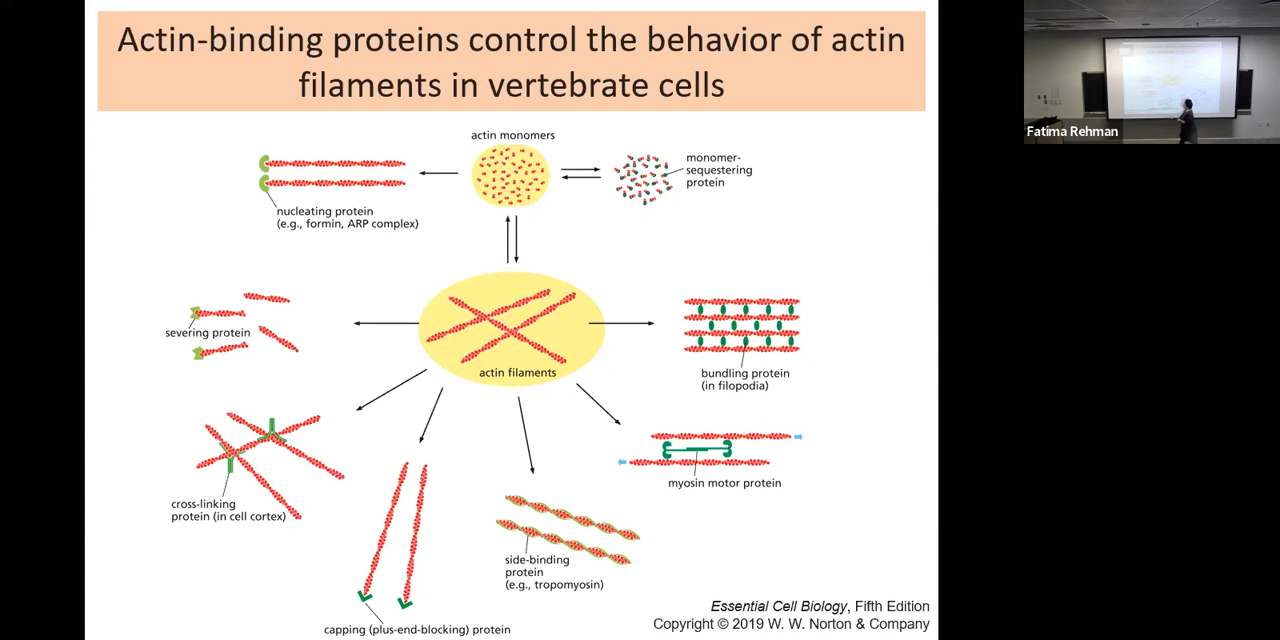 Actin-binding proteins control the behavior of actin
filaments in vertebrate cells
Fatima Rehman
actin monomers
monomer-
sequestering
protein
nucleating protein
(e.g., formin, ARP complex)
severing protein
actin filaments
bundling protein
(in filopodia)
myosin motor protein
cross-linking
protein (in cell cortex)
side-binding
protein
(e.g., tropomyosin)
capping (plus-end-blocking) protein
Essential Cell Biology, Fifth Edition
Copyright © 2019 W. W. Norton & Company